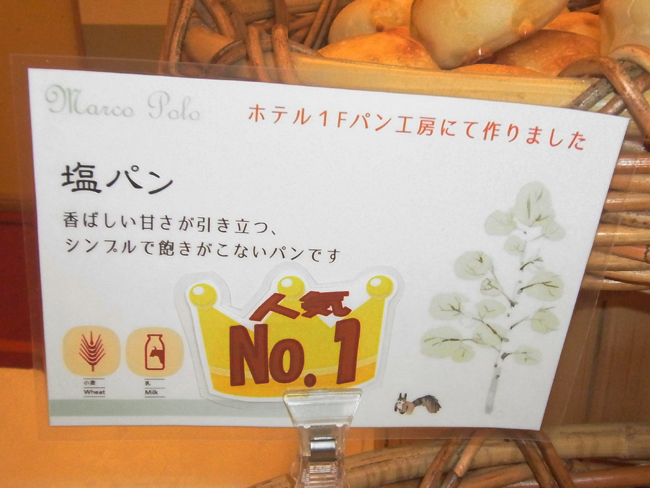 Marco Polo
ホテル1Fパン工房にて作りました
塩パン
香ばしい甘さが引き立つ、
シンプルで飽きがこないパンです
人気
No.1
小麦
Wheat
乳
Milk